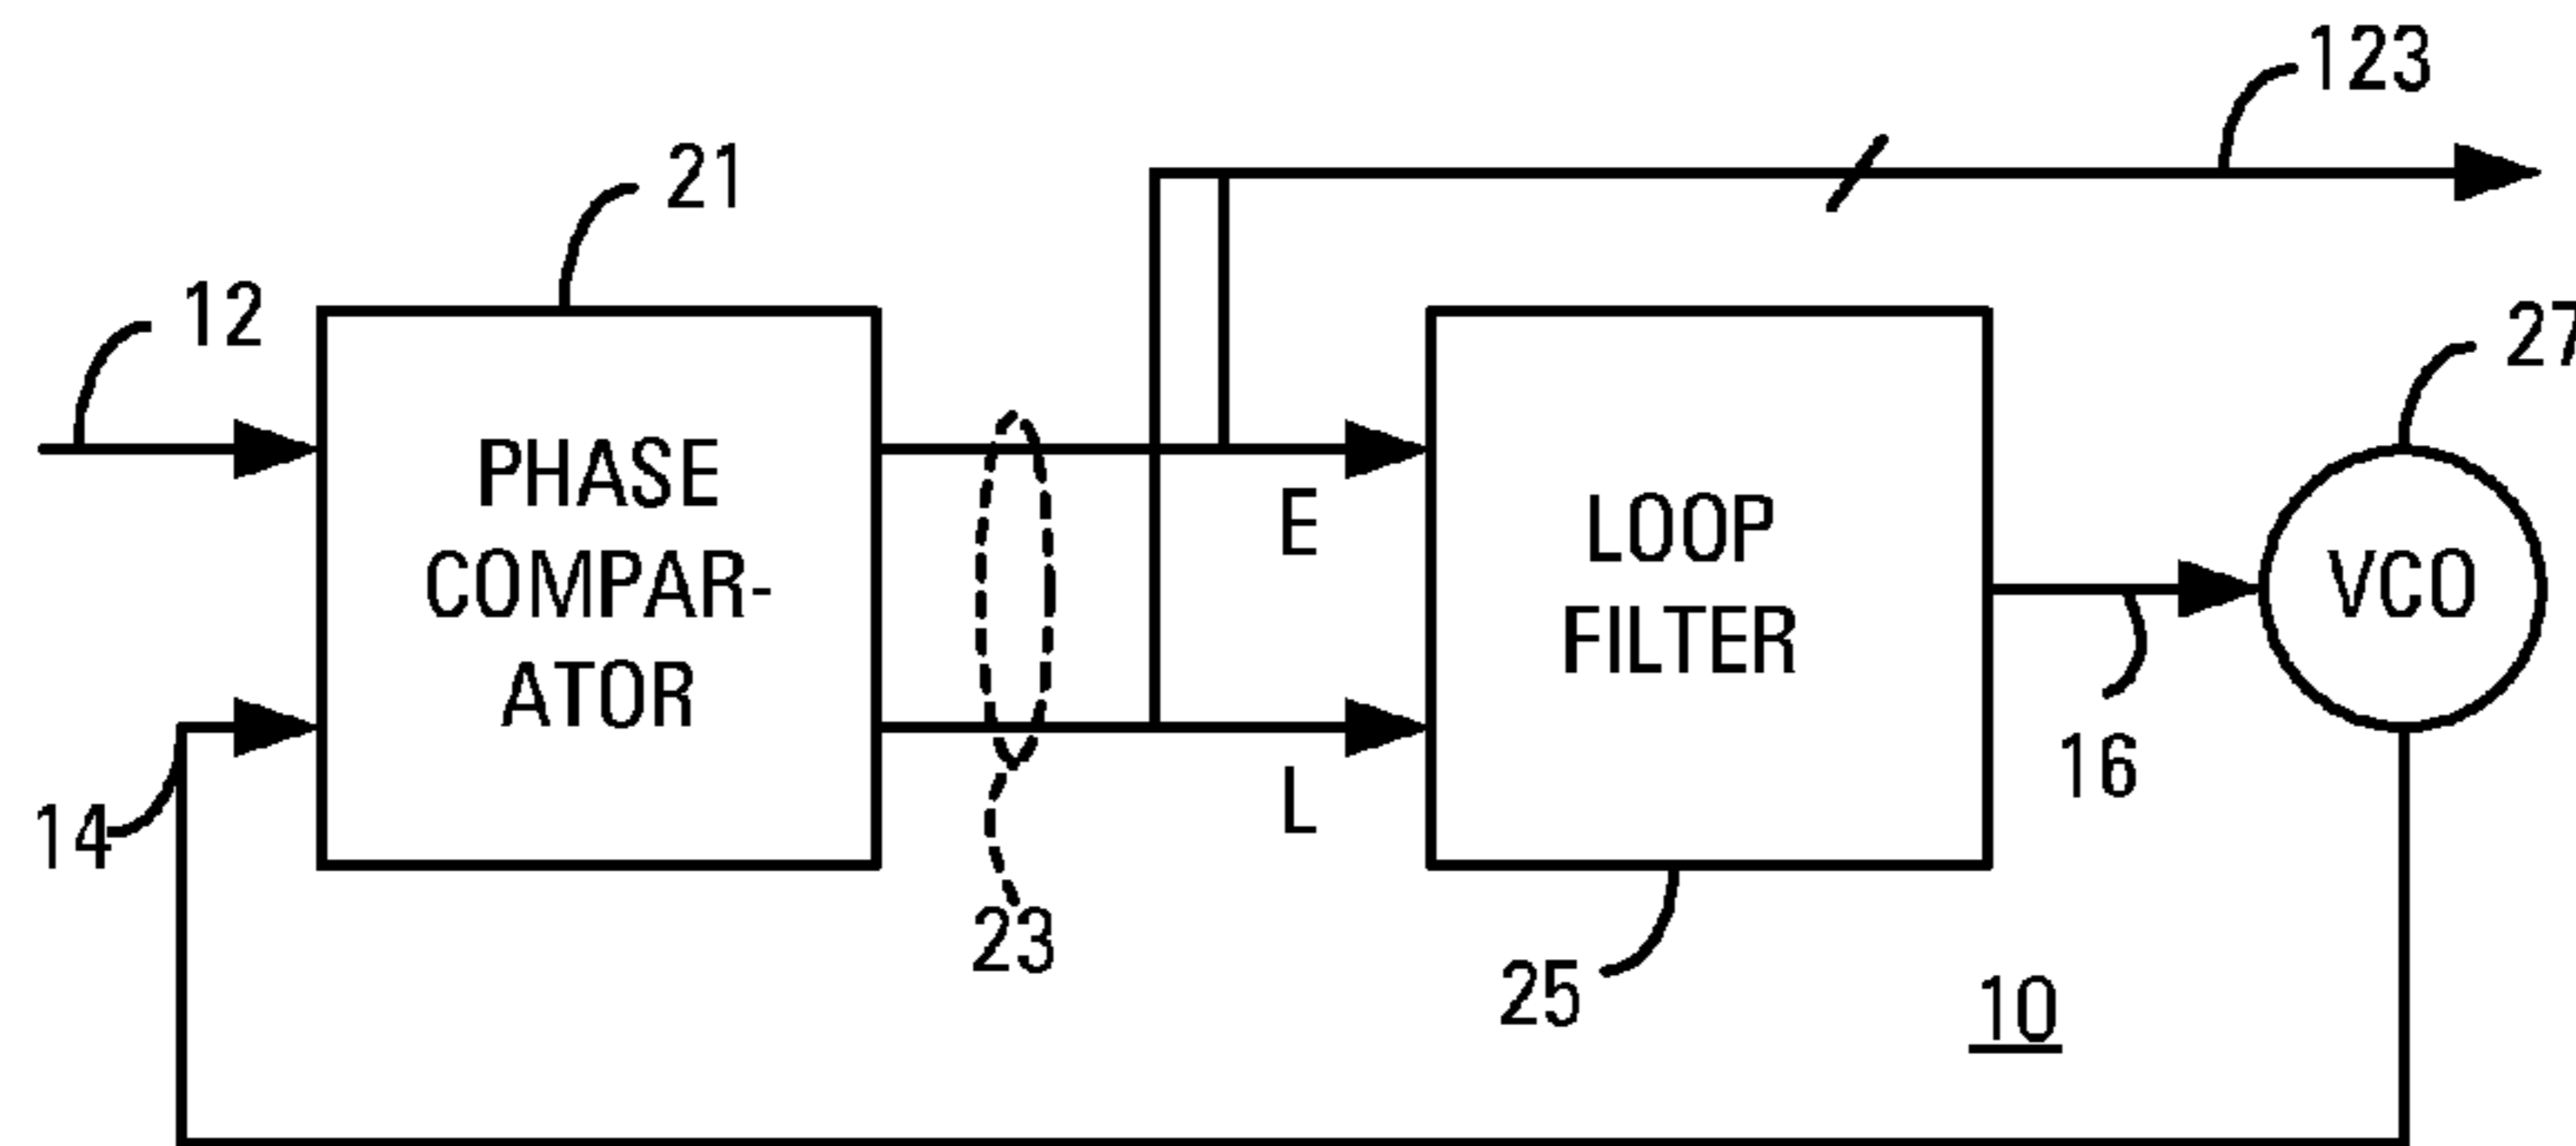 123
21
12
27
PHASE
COMPAR-
ATOR
E
LOOP
FILTER
VCO
L
14
16
23
25
10